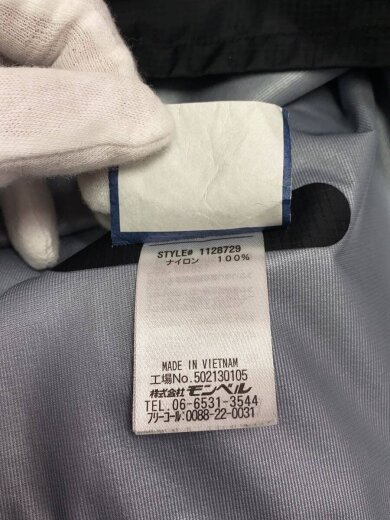 STYLE# 1128729
ナイロン 100%
MADE IN VIETNAM
工場No.502130105
株式会社モンベル
TEL.06-6531-3544
フリーコール:0088-22-0031